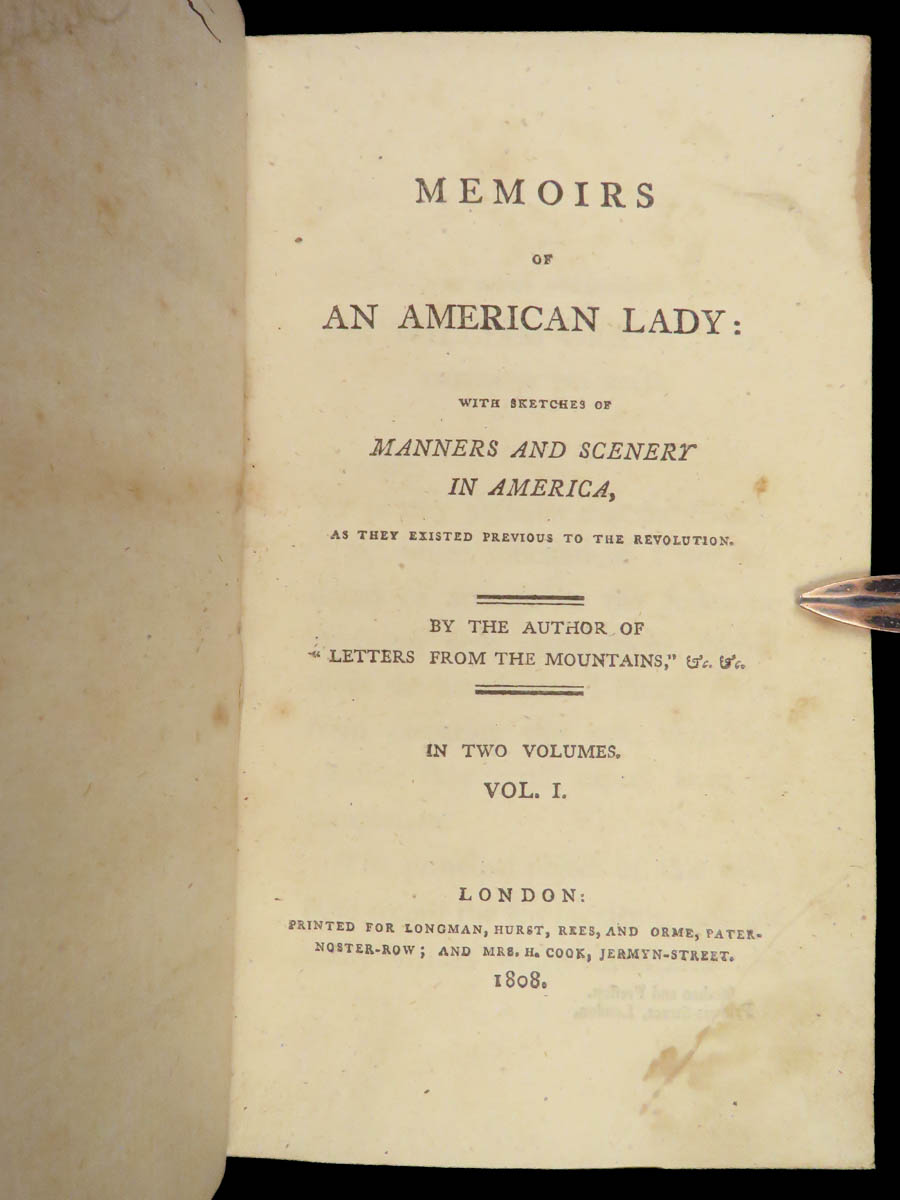 MEMOIRS
OF
AN AMERICAN LADY:
WITH SKETCHES OF
MANNERS AND SCENERY
IN AMERICA,
AS THEY EXISTED PREVIOUS TO THE REVOLUTION.
BY THE AUTHOR OF
"LETTERS FROM THE MOUNTAINS," &c. &c.
IN TWO VOLUMES.
VOL. I.
LONDON:
PRINTED FOR LONGMAN, HURST, REES, AND ORME, PATER-
NOSTER-ROW; AND MRS. H. COOK, JERMYN-STREET.
1808.